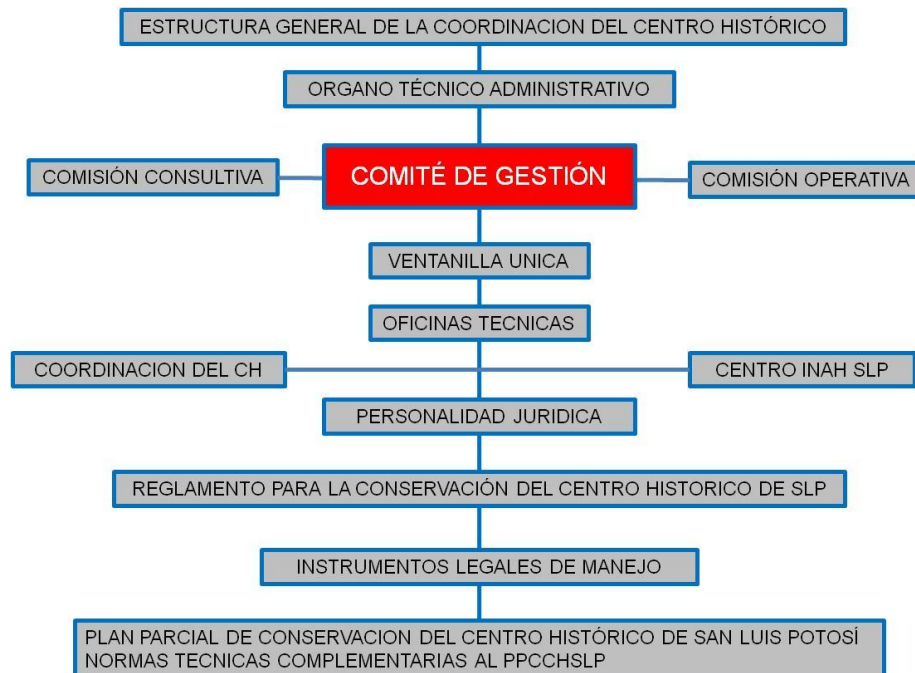 ESTRUCTURA GENERAL DE LA COORDINACION DEL CENTRO HISTÓRICO
ORGANO TÉCNICO ADMINISTRATIVO
COMISIÓN CONSULTIVA
COMITÉ DE GESTIÓN
COMISIÓN OPERATIVA
VENTANILLA UNICA
OFICINAS TECNICAS
COORDINACION DEL CH
CENTRO INAH SLP
PERSONALIDAD JURIDICA
REGLAMENTO PARA LA CONSERVACIÓN DEL CENTRO HISTORICO DE SLP
INSTRUMENTOS LEGALES DE MANEJO
PLAN PARCIAL DE CONSERVACION DEL CENTRO HISTÓRICO DE SAN LUIS POTOSÍ
NORMAS TECNICAS COMPLEMENTARIAS AL PPCCHSLP